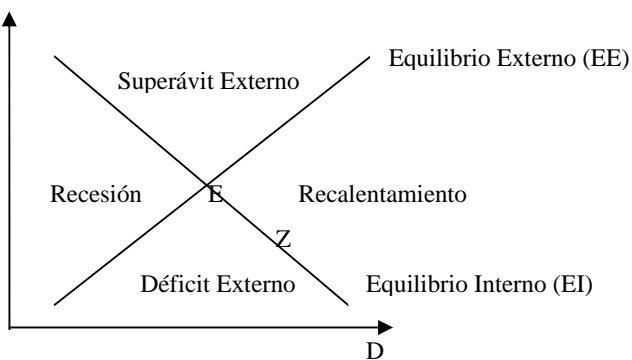 Equilibrio Externo (EE)
Superávit Externo
Recesión
E
Recalentamiento
Z
Déficit Externo
Equilibrio Interno (EI)
D